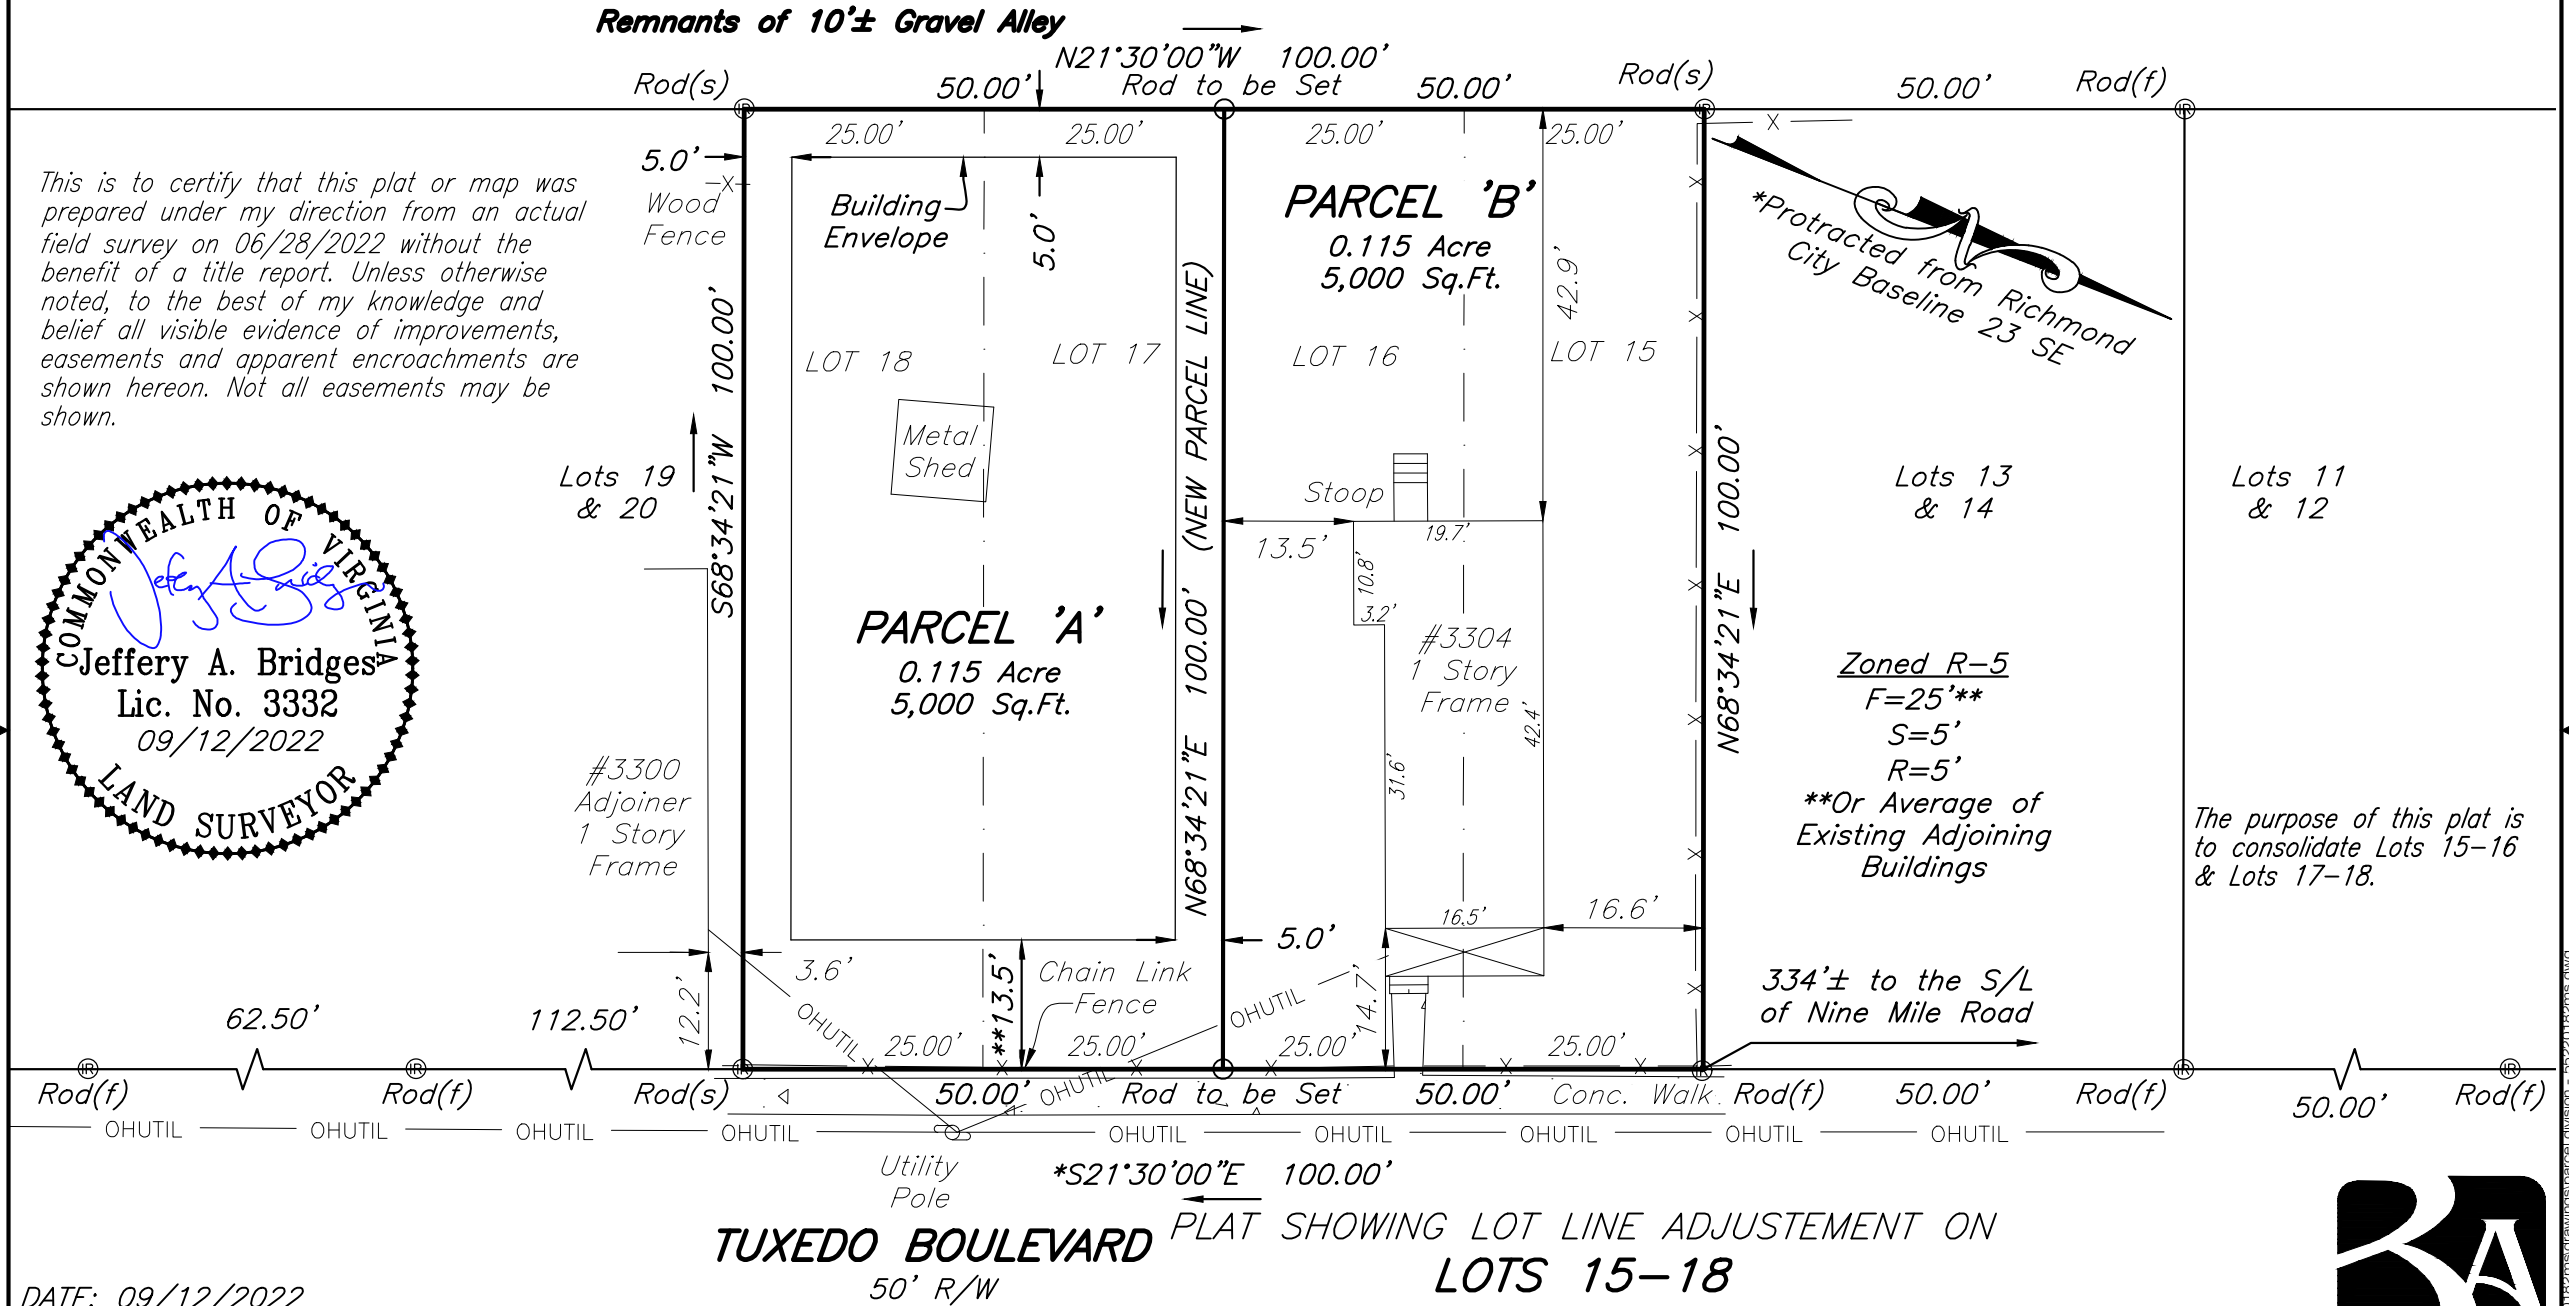 Remnants of 10'± Gravel Alley
N21°30'00"W 100.00'
Rod(s)
50.00'
Rod to be Set
50.00'
Rod(s)
50.00'
Rod(f)
25.00'
25.00'
25.00'
25.00'
X
5.0'
X
Wood
Fence
Building
Envelope
5.0'
PARCEL 'B'
0.115 Acre
5,000 Sq.Ft.
42.9'
*Protracted from Richmond
City Baseline 23 SE
This is to certify that this plat or map was
prepared under my direction from an actual
field survey on 06/28/2022 without the
benefit of a title report. Unless otherwise
noted, to the best of my knowledge and
belief all visible evidence of improvements,
easements and apparent encroachments are
shown hereon. Not all easements may be
shown.
LOT 18
LOT 17
LOT 16
LOT 15
Metal
Shed
S68°34'21"W 100.00'
N68°34'21"E 100.00' (NEW PARCEL LINE)
N68°34'21"E 100.00'
Lots 19
& 20
Lots 13
& 14
Lots 11
& 12
Stoop
19.7'
13.5'
10.8'
3.2'
#3304
1 Story
Frame
42.4'
31.6'
PARCEL 'A'
0.115 Acre
5,000 Sq.Ft.
COMMONWEALTH OF VIRGINIA
Jeffery A. Bridges
Jeffery A. Bridges
Lic. No. 3332
09/12/2022
LAND SURVEYOR
Zoned R-5
F=25'**
S=5'
R=5'
**Or Average of
Existing Adjoining
Buildings
#3300
Adjoiner
1 Story
Frame
The purpose of this plat is
to consolidate Lots 15-16
& Lots 17-18.
16.5'
16.6'
5.0'
3.6'
12.2'
**13.5'
Chain Link
Fence
14.7'
334'± to the S/L
of Nine Mile Road
62.50'
112.50'
OHUTIL
OHUTIL
OHUTIL
25.00'
25.00'
25.00'
25.00'
Rod(f)
Rod(f)
Rod(s)
50.00'
Rod to be Set
50.00'
Conc. Walk
Rod(f)
50.00'
Rod(f)
50.00'
Rod(f)
OHUTIL OHUTIL OHUTIL OHUTIL OHUTIL OHUTIL OHUTIL OHUTIL OHUTIL
Utility
Pole
*S21°30'00"E 100.00'
TUXEDO BOULEVARD
50' R/W
PLAT SHOWING LOT LINE ADJUSTEMENT ON
LOTS 15-18
DATE: 09/12/2022